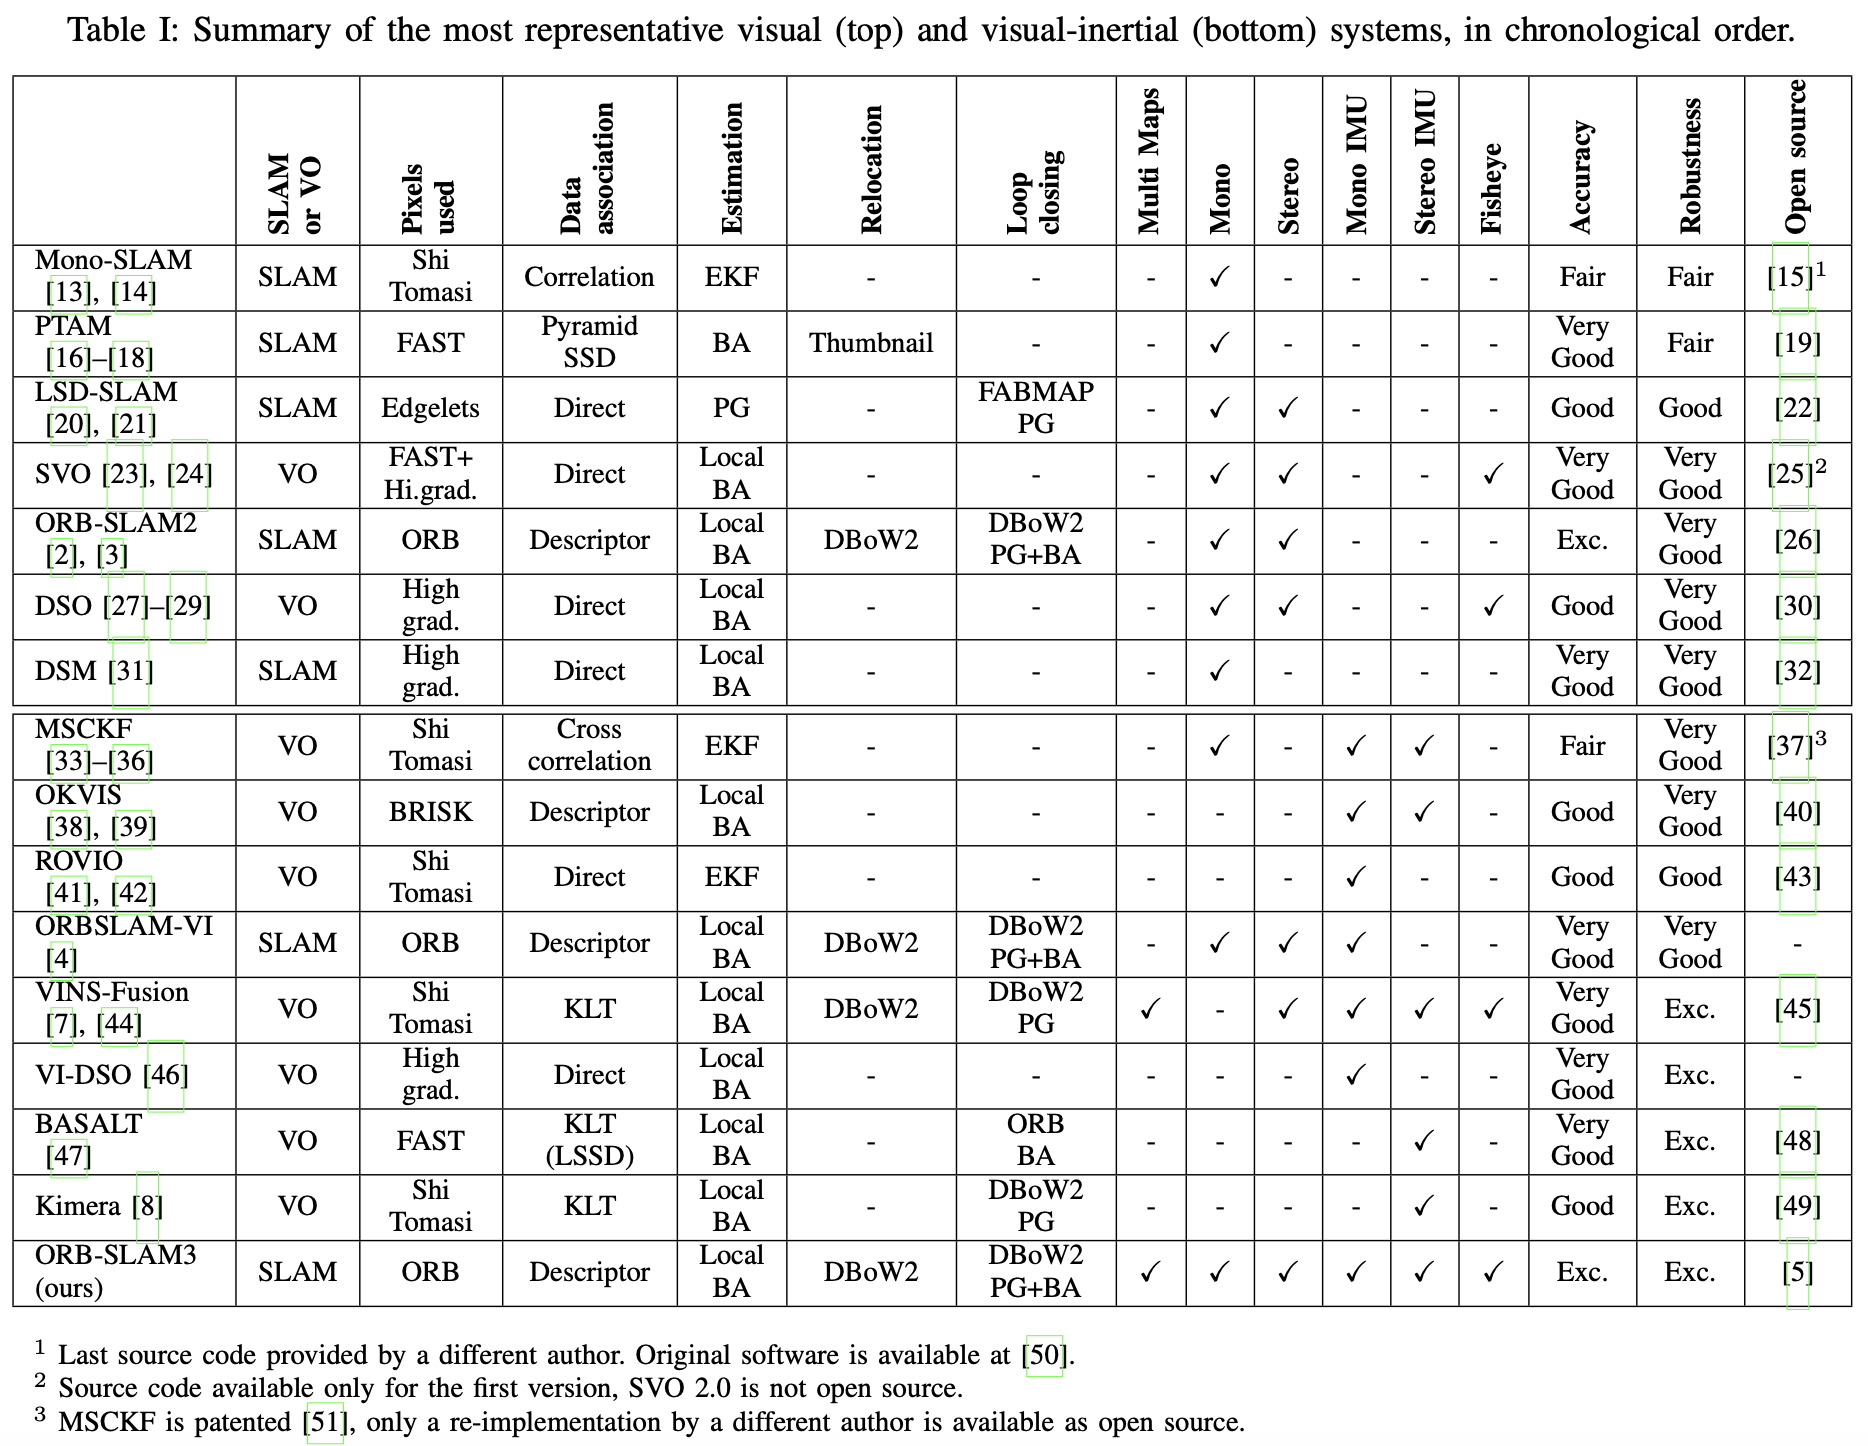 Table I: Summary of the most representative visual (top) and visual-inertial (bottom) systems, in chronological order.
SLAM or VO | Pixels used | Data association | Estimation | Relocation | Loop closing | Multi Maps | Mono | Stereo | Mono IMU | Stereo IMU | Fisheye | Accuracy | Robustness | Open source
Mono-SLAM [13], [14] | SLAM | Shi Tomasi | Correlation | EKF | - | - | - | ✓ | - | - | - | - | Fair | Fair | [15]¹
PTAM [16]–[18] | SLAM | FAST | Pyramid SSD | BA | Thumbnail | - | - | ✓ | - | - | - | - | Very Good | Fair | [19]
LSD-SLAM [20], [21] | SLAM | Edgelets | Direct | PG | - | FABMAP PG | - | ✓ | ✓ | - | - | - | Good | Good | [22]
SVO [23], [24] | VO | FAST+ Hi.grad. | Direct | Local BA | - | - | - | ✓ | ✓ | - | - | ✓ | Very Good | Very Good | [25]²
ORB-SLAM2 [2], [3] | SLAM | ORB | Descriptor | Local BA | DBoW2 | DBoW2 PG+BA | - | ✓ | ✓ | - | - | - | Exc. | Very Good | [26]
DSO [27]–[29] | VO | High grad. | Direct | Local BA | - | - | - | ✓ | ✓ | - | - | ✓ | Good | Very Good | [30]
DSM [31] | SLAM | High grad. | Direct | Local BA | - | - | - | ✓ | - | - | - | - | Very Good | Very Good | [32]
MSCKF [33]–[36] | VO | Shi Tomasi | Cross correlation | EKF | - | - | - | ✓ | - | ✓ | ✓ | - | Fair | Very Good | [37]³
OKVIS [38], [39] | VO | BRISK | Descriptor | Local BA | - | - | - | - | - | ✓ | ✓ | - | Good | Very Good | [40]
ROVIO [41], [42] | VO | Shi Tomasi | Direct | EKF | - | - | - | - | - | ✓ | - | - | Good | Good | [43]
ORBSLAM-VI [4] | SLAM | ORB | Descriptor | Local BA | DBoW2 | DBoW2 PG+BA | - | ✓ | ✓ | ✓ | - | - | Very Good | Very Good | -
VINS-Fusion [7], [44] | VO | Shi Tomasi | KLT | Local BA | DBoW2 | DBoW2 PG | ✓ | - | ✓ | ✓ | ✓ | ✓ | Very Good | Exc. | [45]
VI-DSO [46] | VO | High grad. | Direct | Local BA | - | - | - | - | - | ✓ | - | - | Very Good | Exc. | -
BASALT [47] | VO | FAST | KLT (LSSD) | Local BA | - | ORB BA | - | - | - | - | ✓ | - | Very Good | Exc. | [48]
Kimera [8] | VO | Shi Tomasi | KLT | Local BA | - | DBoW2 PG | - | - | - | - | ✓ | - | Good | Exc. | [49]
ORB-SLAM3 (ours) | SLAM | ORB | Descriptor | Local BA | DBoW2 | DBoW2 PG+BA | ✓ | ✓ | ✓ | ✓ | ✓ | ✓ | Exc. | Exc. | [5]
¹ Last source code provided by a different author. Original software is available at [50].
² Source code available only for the first version, SVO 2.0 is not open source.
³ MSCKF is patented [51], only a re-implementation by a different author is available as open source.